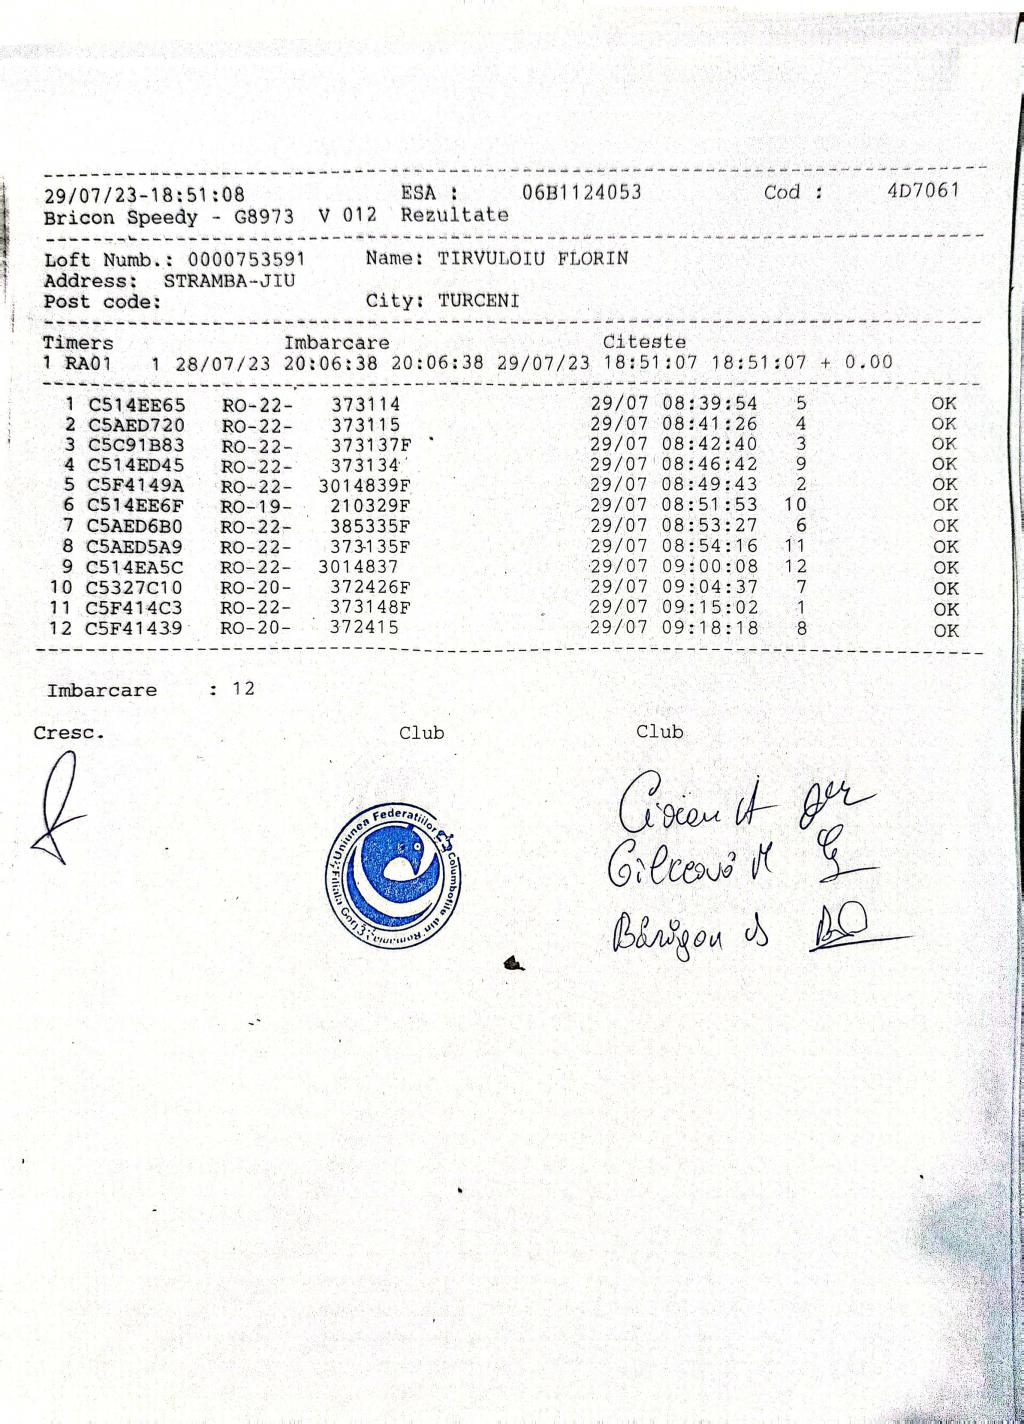 29/07/23-18:51:08 ESA : 06B1124053 Cod : 4D7061
Bricon Speedy - G8973 V 012 Rezultate
Loft Numb.: 0000753591 Name: TIRVULOIU FLORIN
Address: STRAMBA-JIU
Post code: City: TURCENI
Timers Imbarcare Citeste
1 RA01 1 28/07/23 20:06:38 20:06:38 29/07/23 18:51:07 18:51:07 + 0.00
1 C514EE65 RO-22- 373114 29/07 08:39:54 5 OK
2 C5AED720 RO-22- 373115 29/07 08:41:26 4 OK
3 C5C91B83 RO-22- 373137F 29/07 08:42:40 3 OK
4 C514ED45 RO-22- 373134 29/07 08:46:42 9 OK
5 C5F4149A RO-22- 3014839F 29/07 08:49:43 2 OK
6 C514EE6F RO-19- 210329F 29/07 08:51:53 10 OK
7 C5AED6B0 RO-22- 385335F 29/07 08:53:27 6 OK
8 C5AED5A9 RO-22- 373135F 29/07 08:54:16 11 OK
9 C514EA5C RO-22- 3014837 29/07 09:00:08 12 OK
10 C5327C10 RO-20- 372426F 29/07 09:04:37 7 OK
11 C5F414C3 RO-22- 373148F 29/07 09:15:02 1 OK
12 C5F41439 RO-20- 372415 29/07 09:18:18 8 OK
Imbarcare : 12
Cresc. Club Club
Uniunea Federatiilor Columbofile din Romania
Filiala Gorj